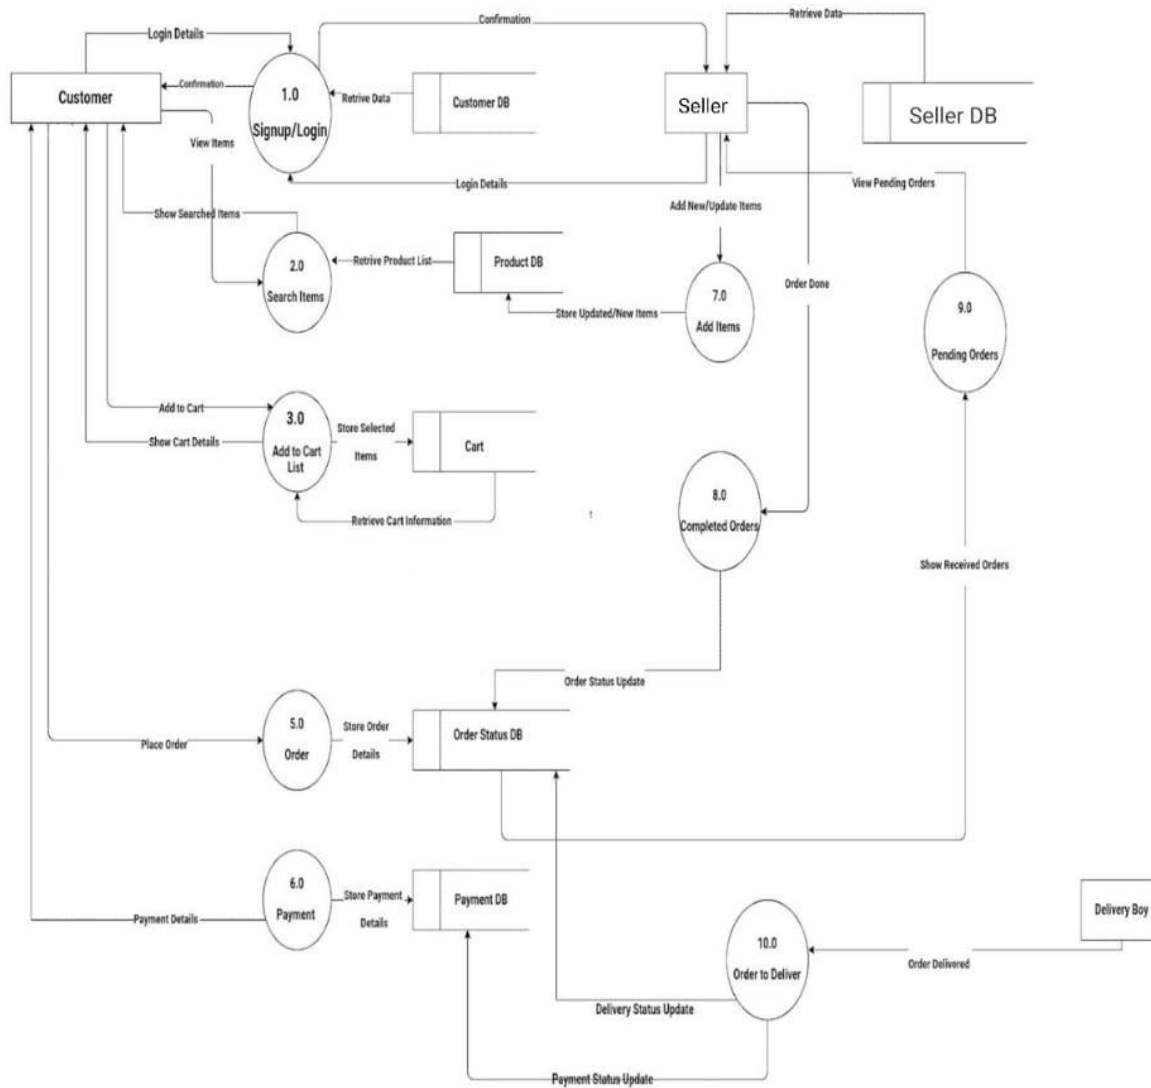 Confirmation
Retrieve Data
Login Details
Customer
Confirmation
1.0
Signup/Login
Retrive Data
Customer DB
Seller
Seller DB
View Items
Login Details
View Pending Orders
Show Searched Items
Add New/Update Items
2.0
Search Items
Retrive Product List
Product DB
Order Done
7.0
Add Items
Store Updated/New Items
9.0
Pending Orders
Add to Cart
3.0
Add to Cart
List
Show Cart Details
Store Selected
Items
Cart
Retrieve Cart Information
8.0
Completed Orders
Show Received Orders
Order Status Update
5.0
Order
Place Order
Store Order
Details
Order Status DB
6.0
Payment
Payment Details
Store Payment
Details
Payment DB
Delivery Boy
10.0
Order to Deliver
Order Delivered
Delivery Status Update
Payment Status Update